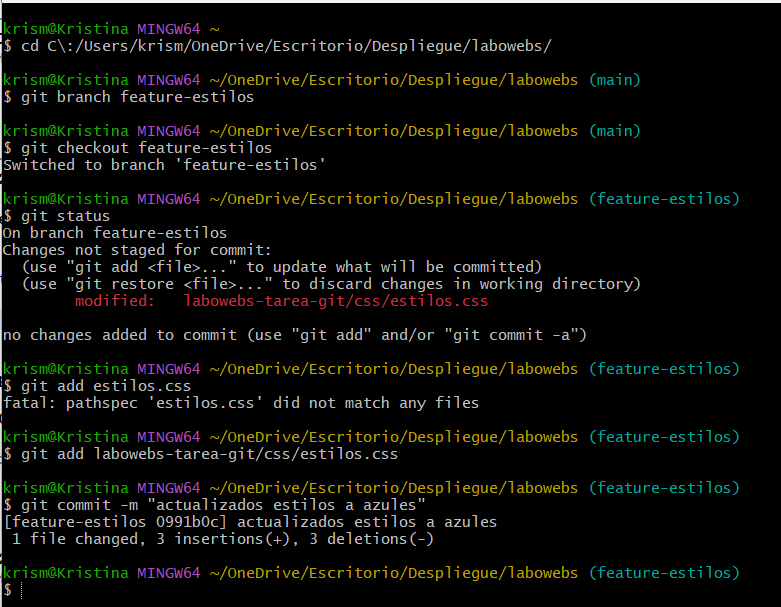 krism@Kristina MINGW64 ~
$ cd C\:/Users/krism/OneDrive/Escritorio/Despliegue/labowebs/
krism@Kristina MINGW64 ~/OneDrive/Escritorio/Despliegue/labowebs (main)
$ git branch feature-estilos
krism@Kristina MINGW64 ~/OneDrive/Escritorio/Despliegue/labowebs (main)
$ git checkout feature-estilos
Switched to branch 'feature-estilos'
krism@Kristina MINGW64 ~/OneDrive/Escritorio/Despliegue/labowebs (feature-estilos)
$ git status
On branch feature-estilos
Changes not staged for commit:
  (use "git add <file>..." to update what will be committed)
  (use "git restore <file>..." to discard changes in working directory)
        modified:   labowebs-tarea-git/css/estilos.css
no changes added to commit (use "git add" and/or "git commit -a")
krism@Kristina MINGW64 ~/OneDrive/Escritorio/Despliegue/labowebs (feature-estilos)
$ git add estilos.css
fatal: pathspec 'estilos.css' did not match any files
krism@Kristina MINGW64 ~/OneDrive/Escritorio/Despliegue/labowebs (feature-estilos)
$ git add labowebs-tarea-git/css/estilos.css
krism@Kristina MINGW64 ~/OneDrive/Escritorio/Despliegue/labowebs (feature-estilos)
$ git commit -m "actualizados estilos a azules"
[feature-estilos 0991b0c] actualizados estilos a azules
 1 file changed, 3 insertions(+), 3 deletions(-)
krism@Kristina MINGW64 ~/OneDrive/Escritorio/Despliegue/labowebs (feature-estilos)
$